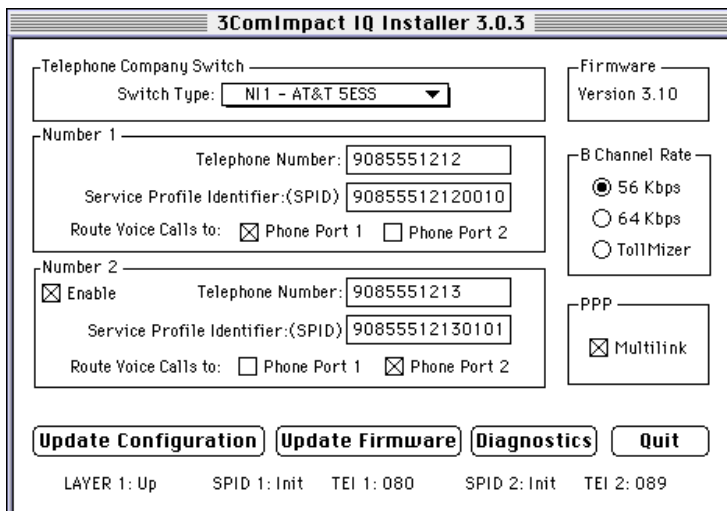 3ComImpact IQ Installer 3.0.3
Telephone Company Switch
Switch Type: NI1 - AT&T 5ESS
Firmware
Version 3.10
Number 1
Telephone Number: 9085551212
Service Profile Identifier:(SPID) 90855512120010
Route Voice Calls to: Phone Port 1 Phone Port 2
B Channel Rate
56 Kbps
64 Kbps
TollMizer
Number 2
Enable Telephone Number: 9085551213
Service Profile Identifier:(SPID) 90855512130101
Route Voice Calls to: Phone Port 1 Phone Port 2
PPP
Multilink
Update Configuration Update Firmware Diagnostics Quit
LAYER 1: Up SPID 1: Init TEI 1: 080 SPID 2: Init TEI 2: 089